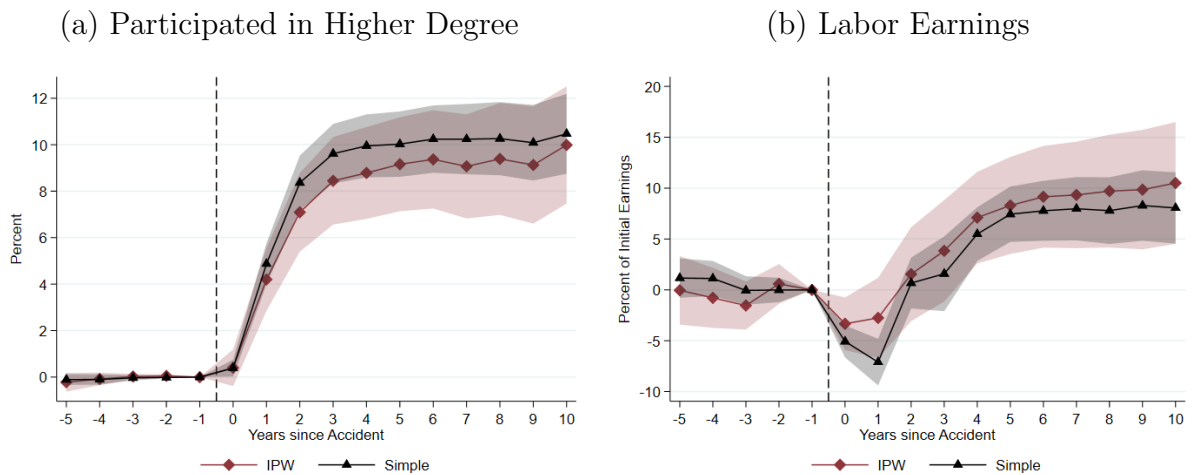 (a) Participated in Higher Degree
(b) Labor Earnings
Percent
12
10
8
6
4
2
0
-5 -4 -3 -2 -1 0 1 2 3 4 5 6 7 8 9 10
Years since Accident
IPW Simple
Percent of Initial Earnings
20
15
10
5
0
-5
-10
-5 -4 -3 -2 -1 0 1 2 3 4 5 6 7 8 9 10
Years since Accident
IPW Simple